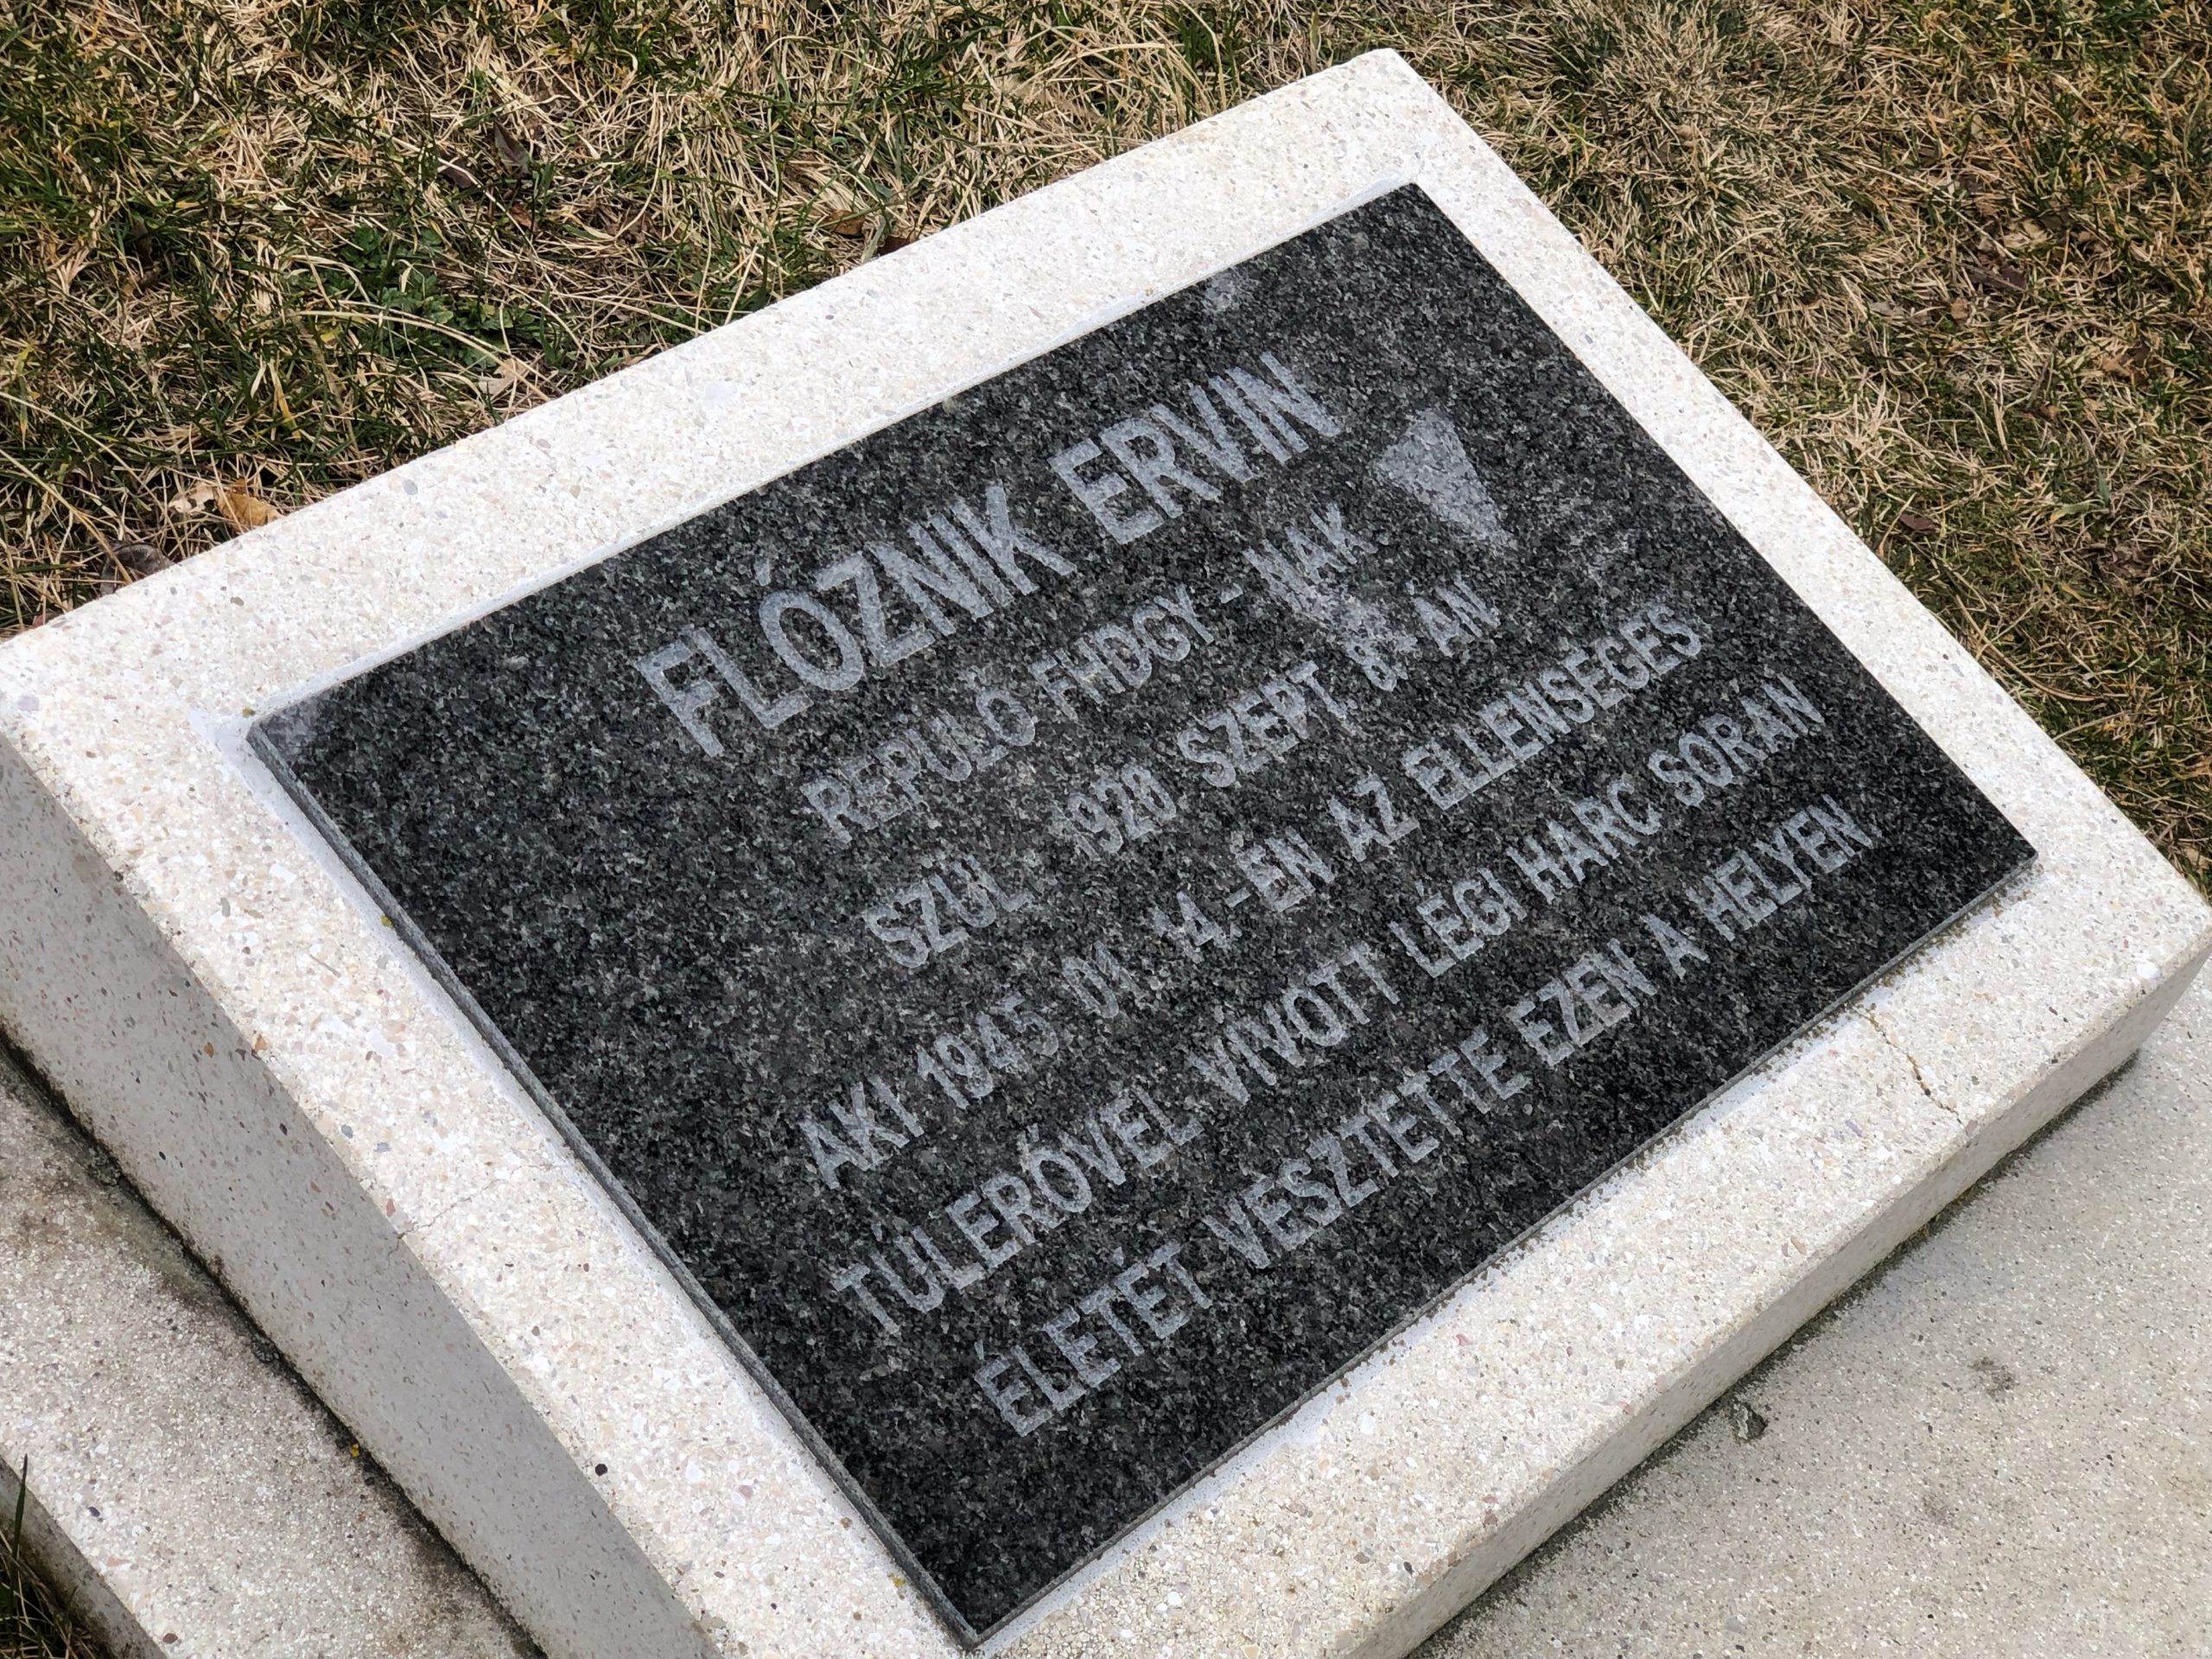 FLÓZNIK ERVIN
REPÜLŐ FHDGY - NAK
SZÜL. 1920 SZEPT 8-ÁN
AKI 1945 01. 14-ÉN AZ ELLENSÉGES
TÚLERŐVEL VÍVOTT LÉGI HARC SORÁN
ÉLETÉT VESZTETTE EZEN A HELYEN